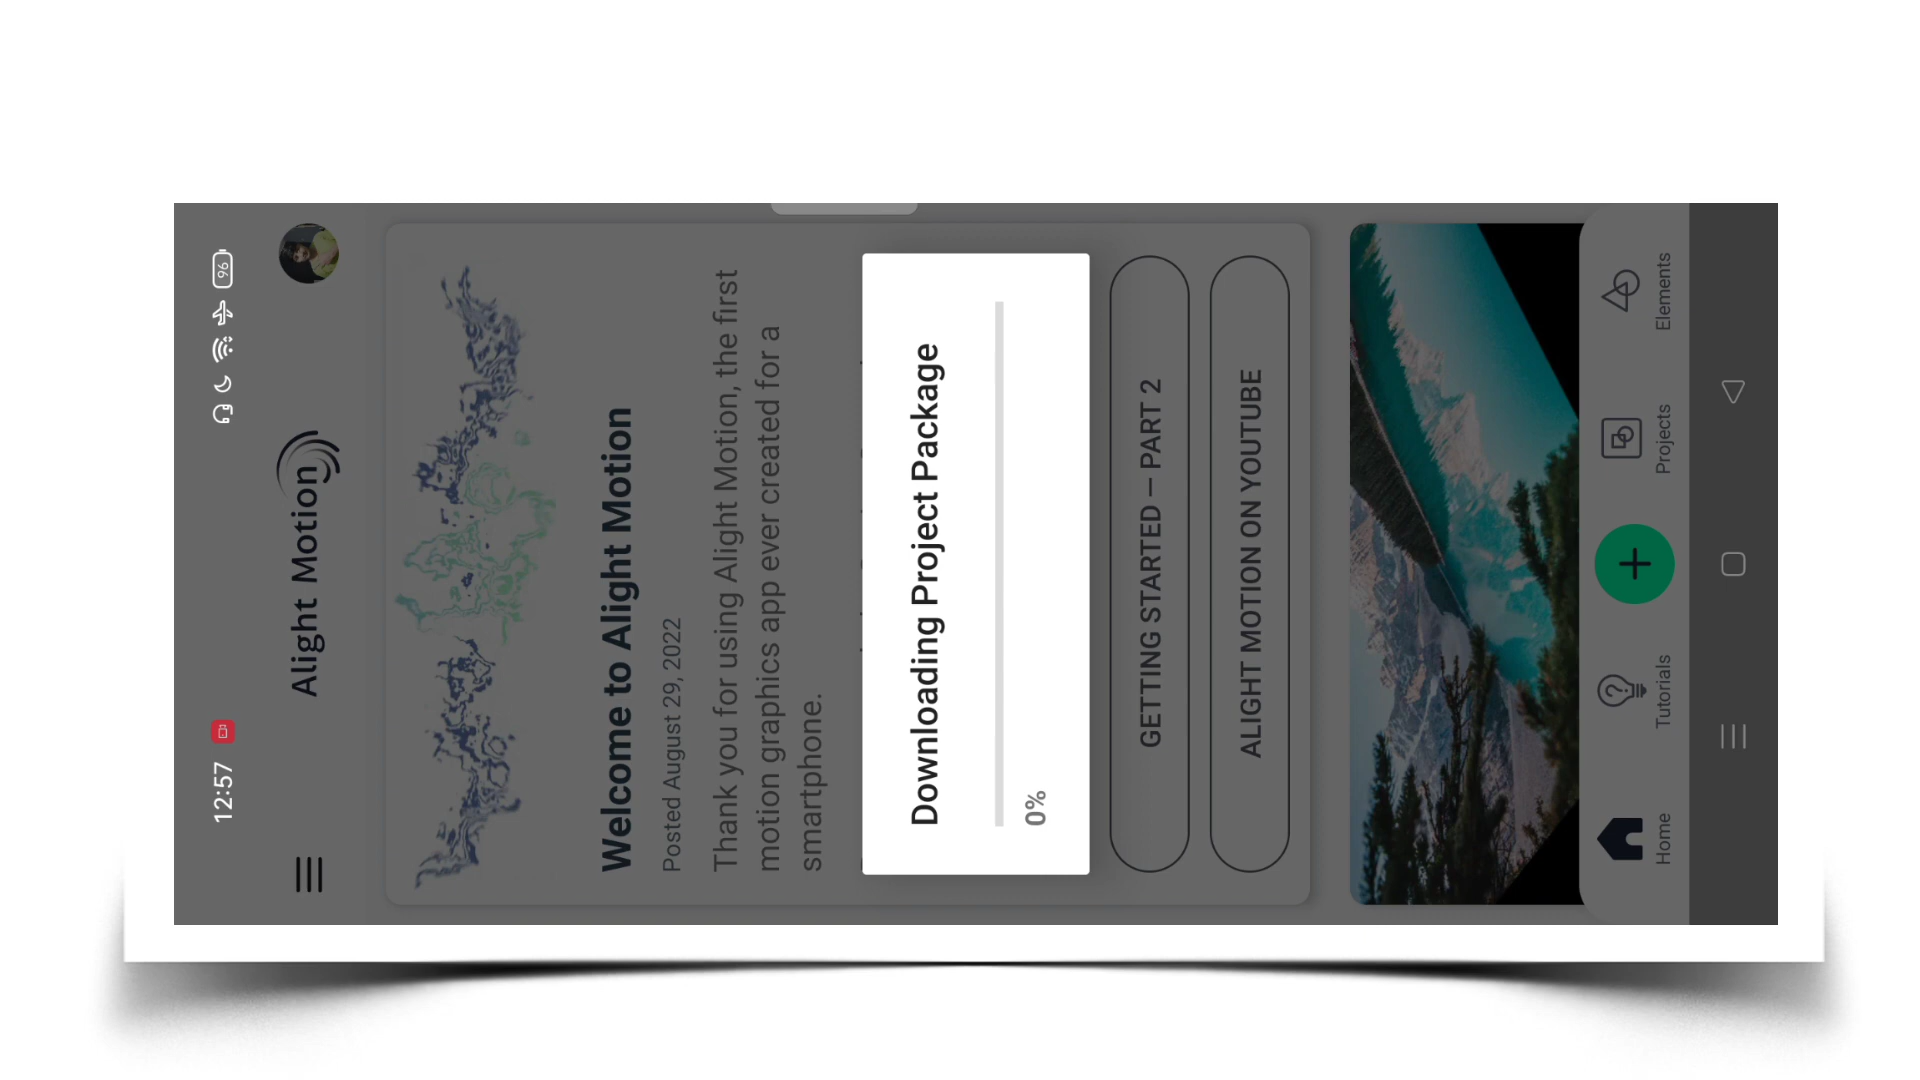 12:57
96
Alight Motion
Welcome to Alight Motion
Posted August 29, 2022
Thank you for using Alight Motion, the first
motion graphics app ever created for a
smartphone.
Downloading Project Package
0%
GETTING STARTED – PART 2
ALIGHT MOTION ON YOUTUBE
Home
Tutorials
Projects
Elements